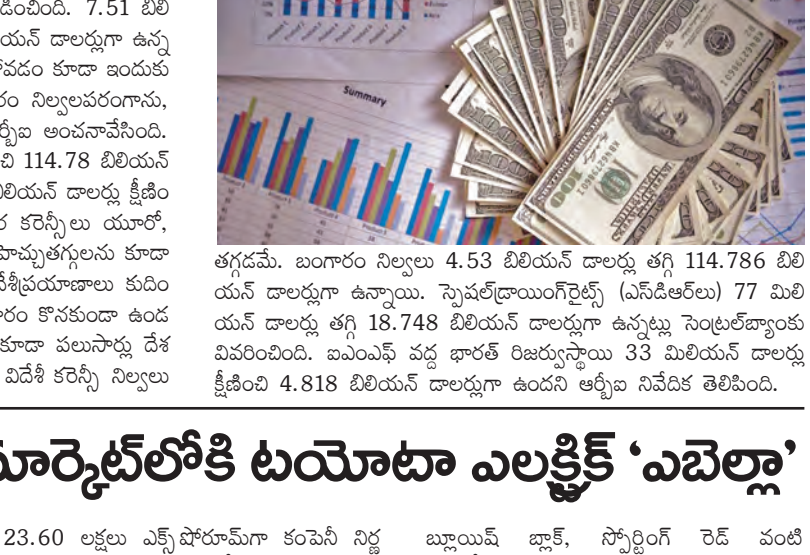 డించింది. 7.51 బిలి
యన్ డాలర్లుగా ఉన్న
వడం కూడా ఇందుకు
రం నిల్వలపరంగాను,
ర్బీఐ అంచనావేసింది.
చి 114.78 బిలియన్
బిలియన్ డాలర్లు క్షీణిం
ర కరెన్సీలు యూరో,
హెచ్చుతగ్గులను కూడా
దేశీప్రయాణాలు కుదిం
ారం కొనకుండా ఉండ
కూడా పలుసార్లు దేశ
విదేశీ కరెన్సీ నిల్వలు
Summary
తగ్గడమే. బంగారం నిల్వలు 4.53 బిలియన్ డాలర్లు తగ్గి 114.786 బిలి
యన్ డాలర్లుగా ఉన్నాయి. స్పెషల్‌డ్రాయింగ్‌రైట్స్ (ఎస్‌డిఆర్‌లు) 77 మిలి
యన్ డాలర్లు తగ్గి 18.748 బిలియన్ డాలర్లుగా ఉన్నట్లు సెంట్రల్‌బ్యాంకు
వివరించింది. ఐఎంఎఫ్ వద్ద భారత్ రిజర్వుస్థాయి 33 మిలియన్ డాలర్లు
క్షీణించి 4.818 బిలియన్ డాలర్లుగా ఉందని ఆర్బీఐ నివేదిక తెలిపింది.
మార్కెట్‌లోకి టయోటా ఎలక్ట్రిక్ ‘ఎబెల్లా’
23.60 లక్షలు ఎక్స్‌షోరూమ్‌గా కంపెనీ నిర్ణ
బ్లూయిష్ బ్లాక్, స్పోర్టింగ్ రెడ్ వంటి